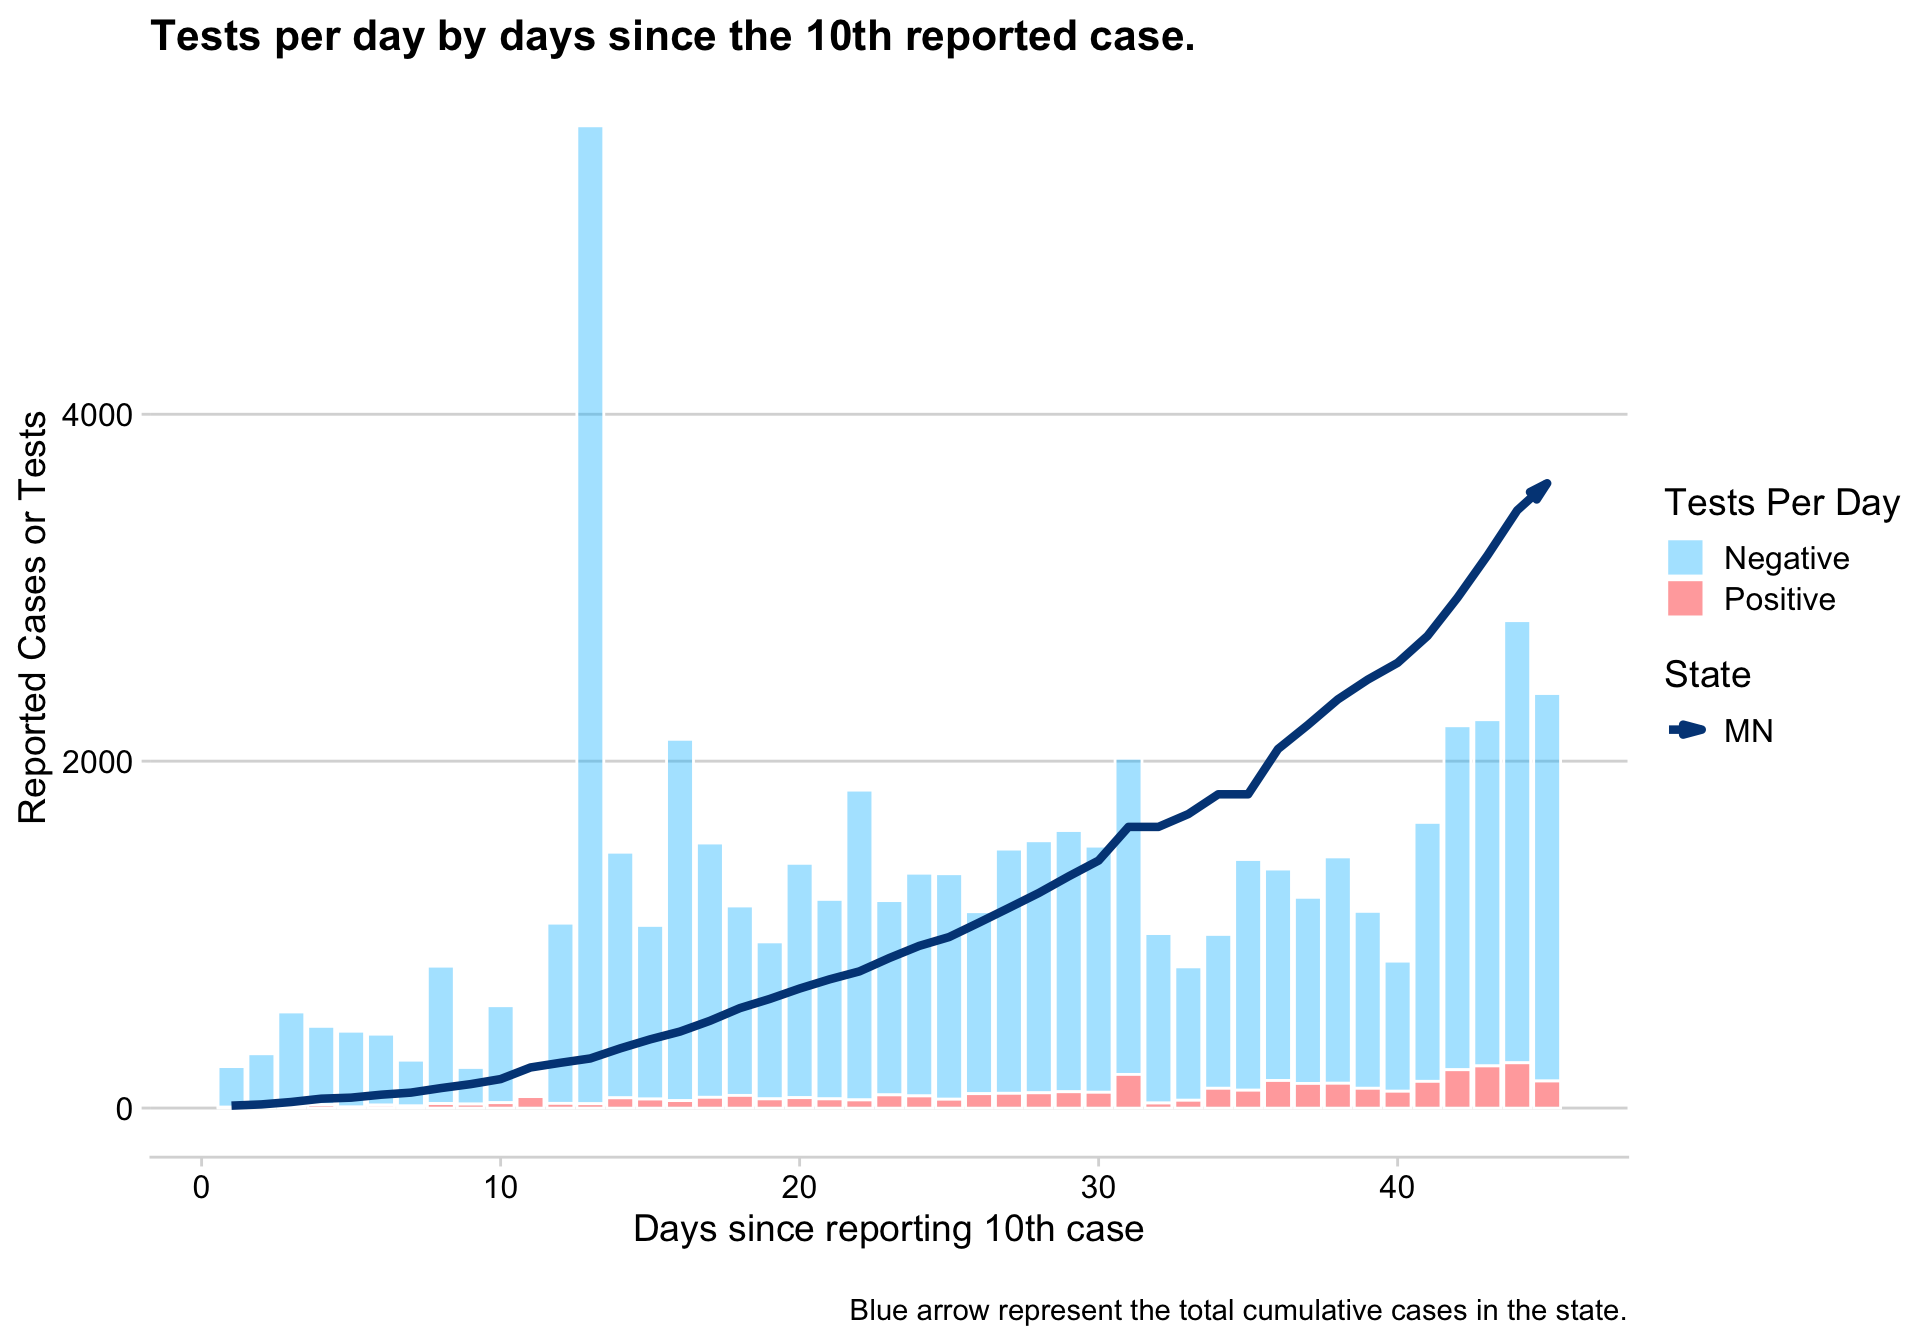 Tests per day by days since the 10th reported case.
Reported Cases or Tests
4000
2000
0
0 10 20 30 40
Days since reporting 10th case
Tests Per Day
Negative
Positive
State
MN
Blue arrow represent the total cumulative cases in the state.